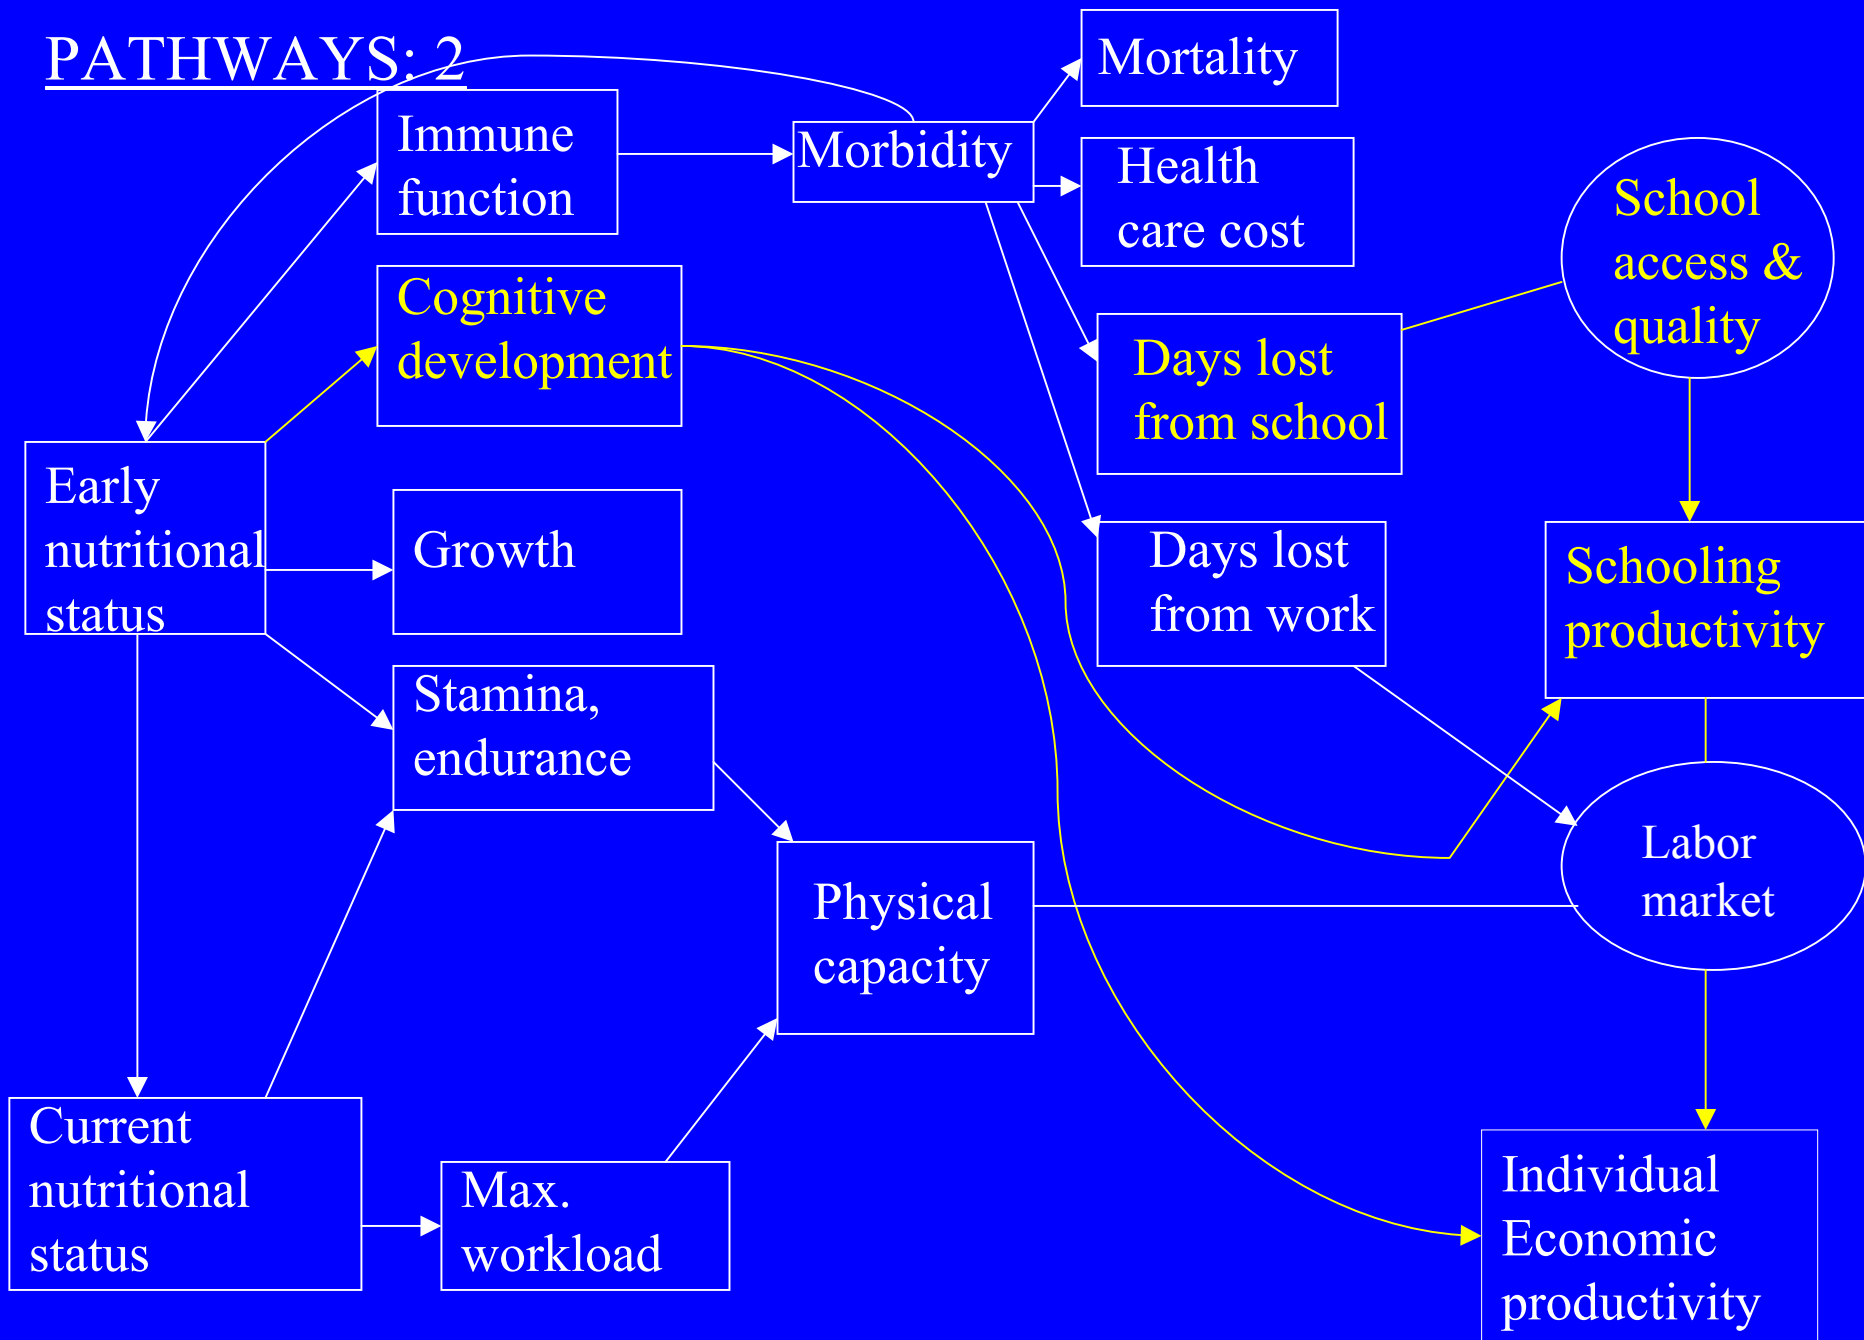 PATHWAYS: 2
Mortality
Immune
function
Morbidity
Health
care cost
School
access &
quality
Cognitive
development
Days lost
from school
Early
nutritional
status
Growth
Days lost
from work
Schooling
productivity
Stamina,
endurance
Labor
market
Physical
capacity
Current
nutritional
status
Max.
workload
Individual
Economic
productivity